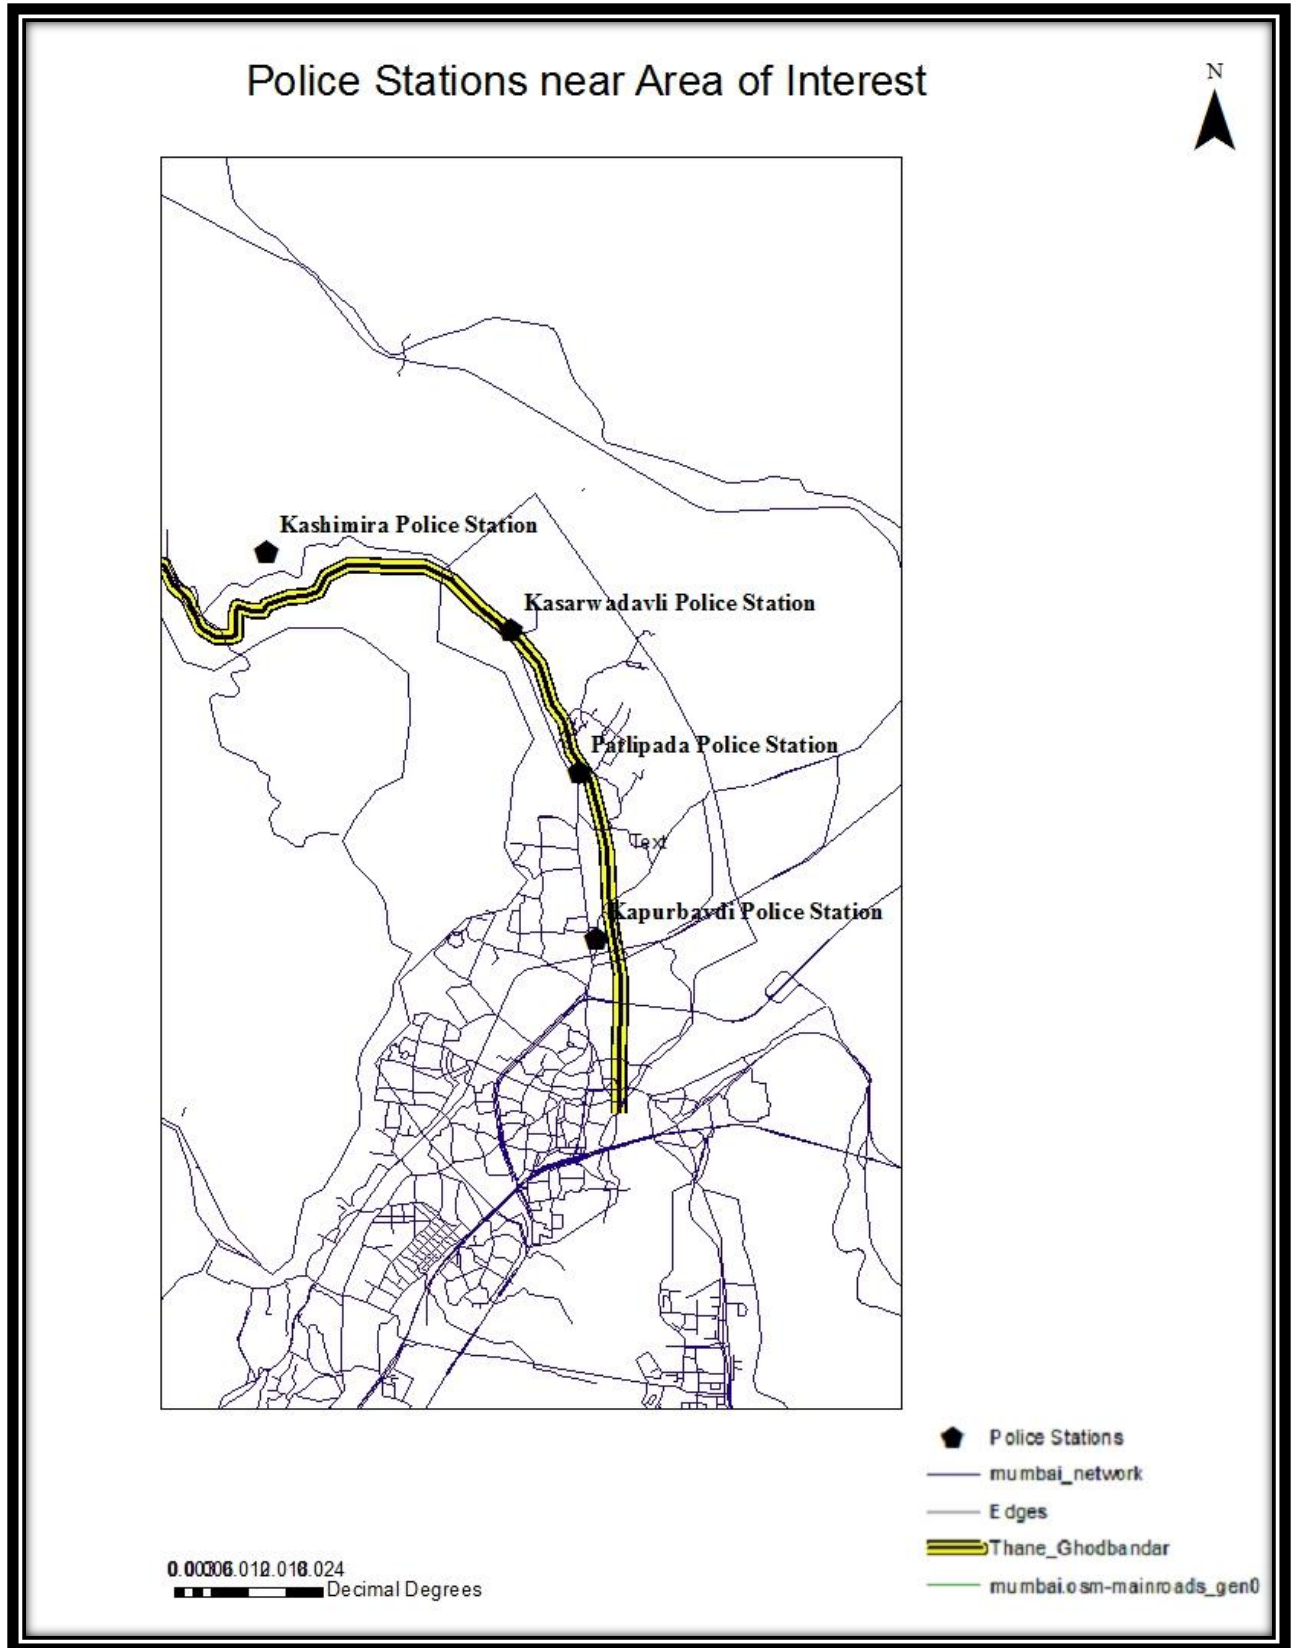 Police Stations near Area of Interest
N
Kashimira Police Station
Kasarwadavli Police Station
Patlipada Police Station
Text
Kapurbavdi Police Station
Police Stations
mumbai_network
Edges
Thane_Ghodbandar
mumbai.osm-mainroads_gen0
Decimal Degrees